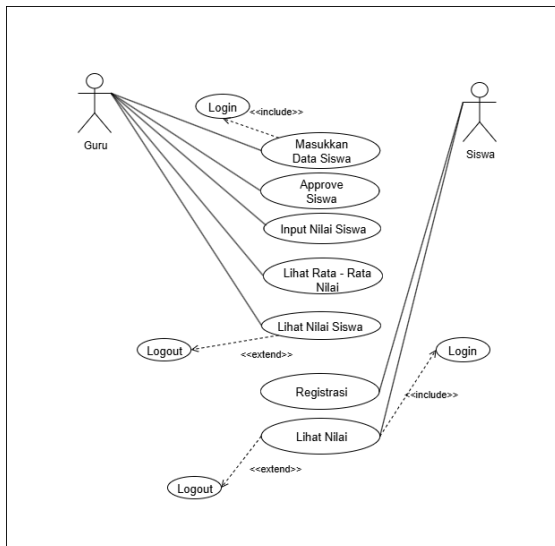 Login
<<include>>
Guru
Masukkan
Data Siswa
Siswa
Approve
Siswa
Input Nilai Siswa
Lihat Rata - Rata
Nilai
Lihat Nilai Siswa
Logout
<<extend>>
Login
Registrasi
<<include>>
Lihat Nilai
<<extend>>
Logout